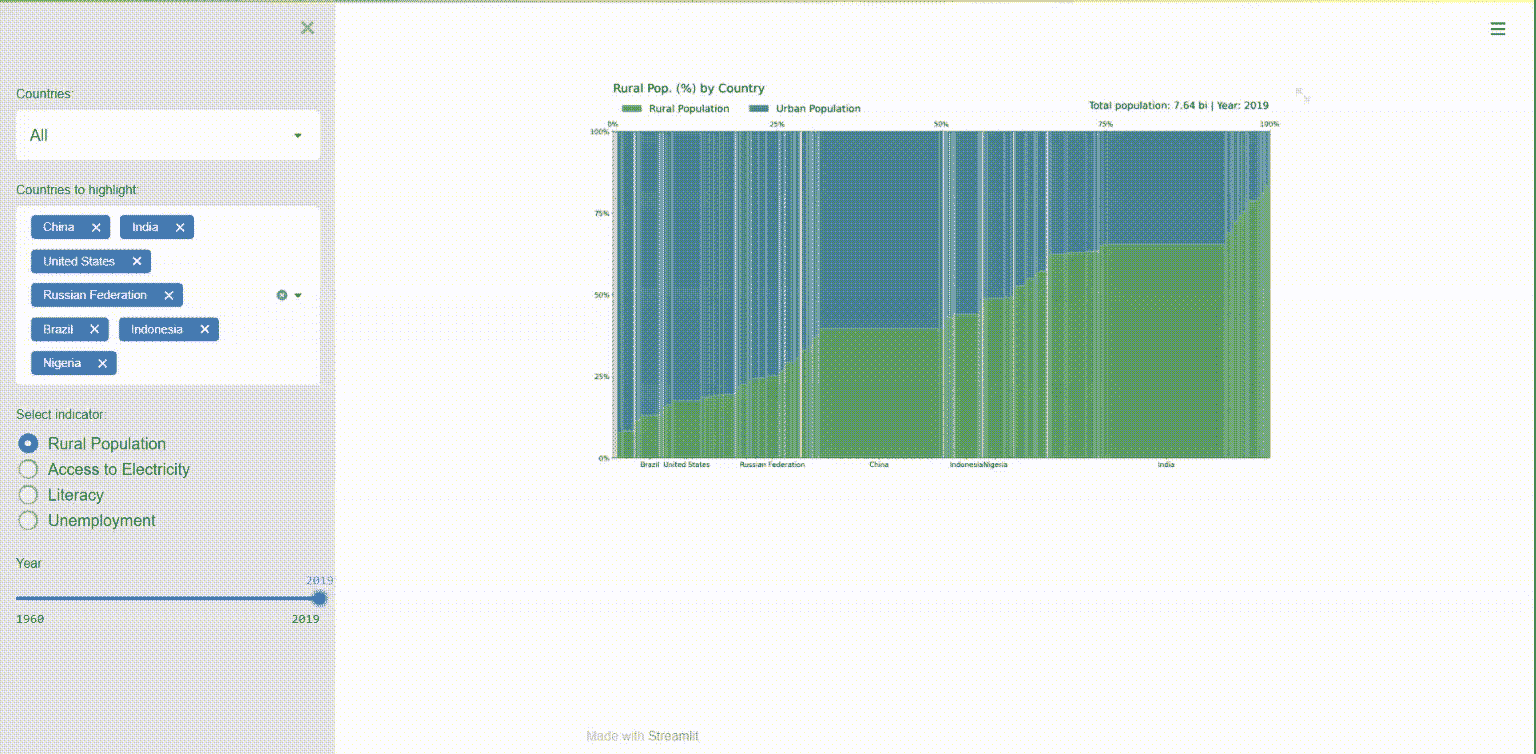 Countries:
All
Countries to highlight:
China India
United States
Russian Federation
Brazil Indonesia
Nigeria
Select indicator:
Rural Population
Access to Electricity
Literacy
Unemployment
Year
2019
1960 2019
Rural Pop. (%) by Country
Rural Population Urban Population
Total population: 7.64 bi | Year: 2019
0% 25% 50% 75% 100%
100%
75%
50%
25%
0%
Brazil United States Russian Federation China Indonesia Nigeria India
Made with Streamlit